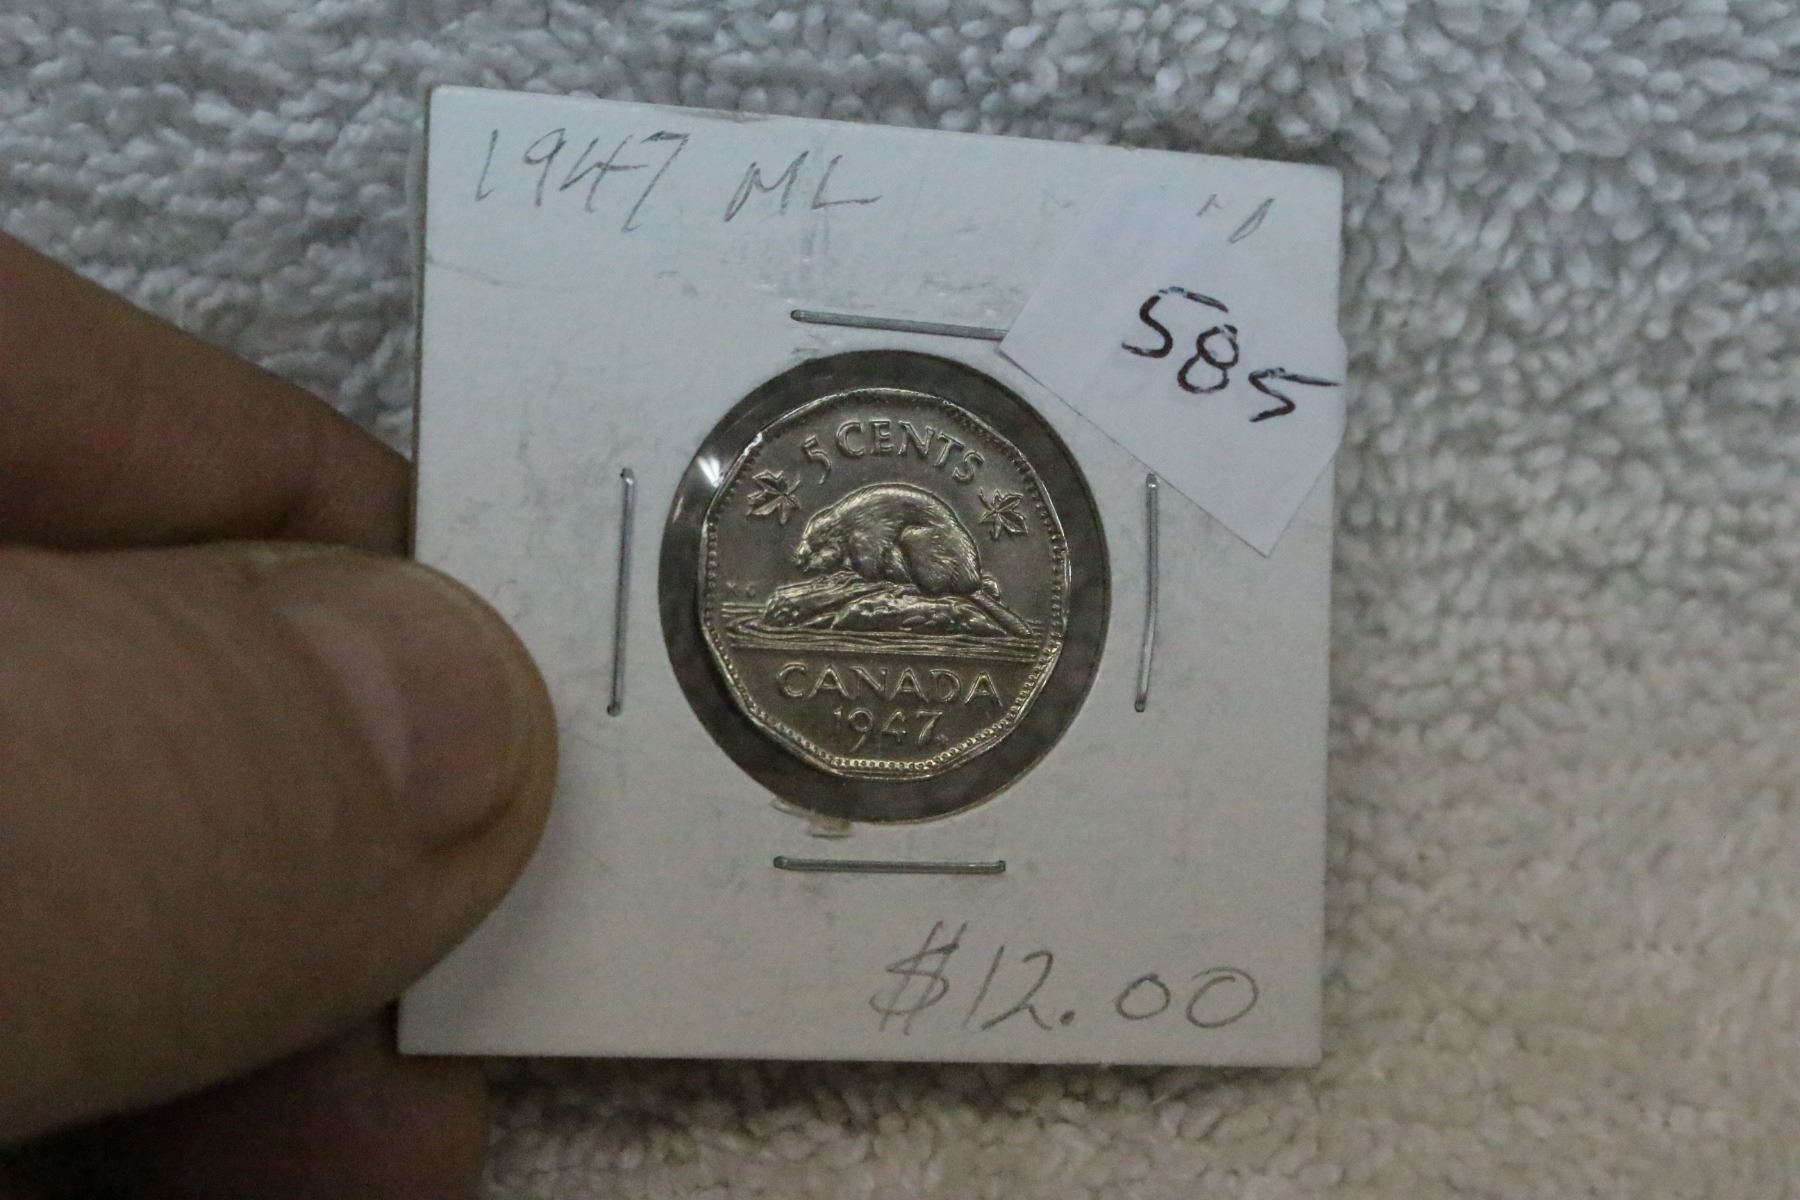 1947 ML
585
5 CENTS
CANADA
1947
$12.00